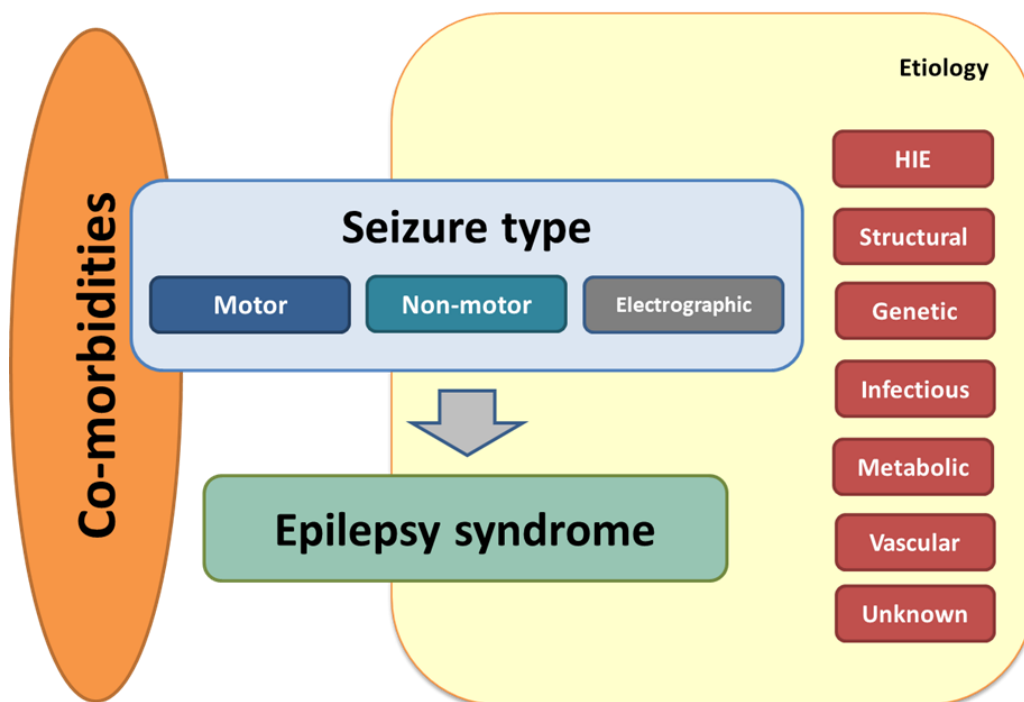 Co-morbidities
Etiology
Seizure type
Motor
Non-motor
Electrographic
Epilepsy syndrome
HIE
Structural
Genetic
Infectious
Metabolic
Vascular
Unknown